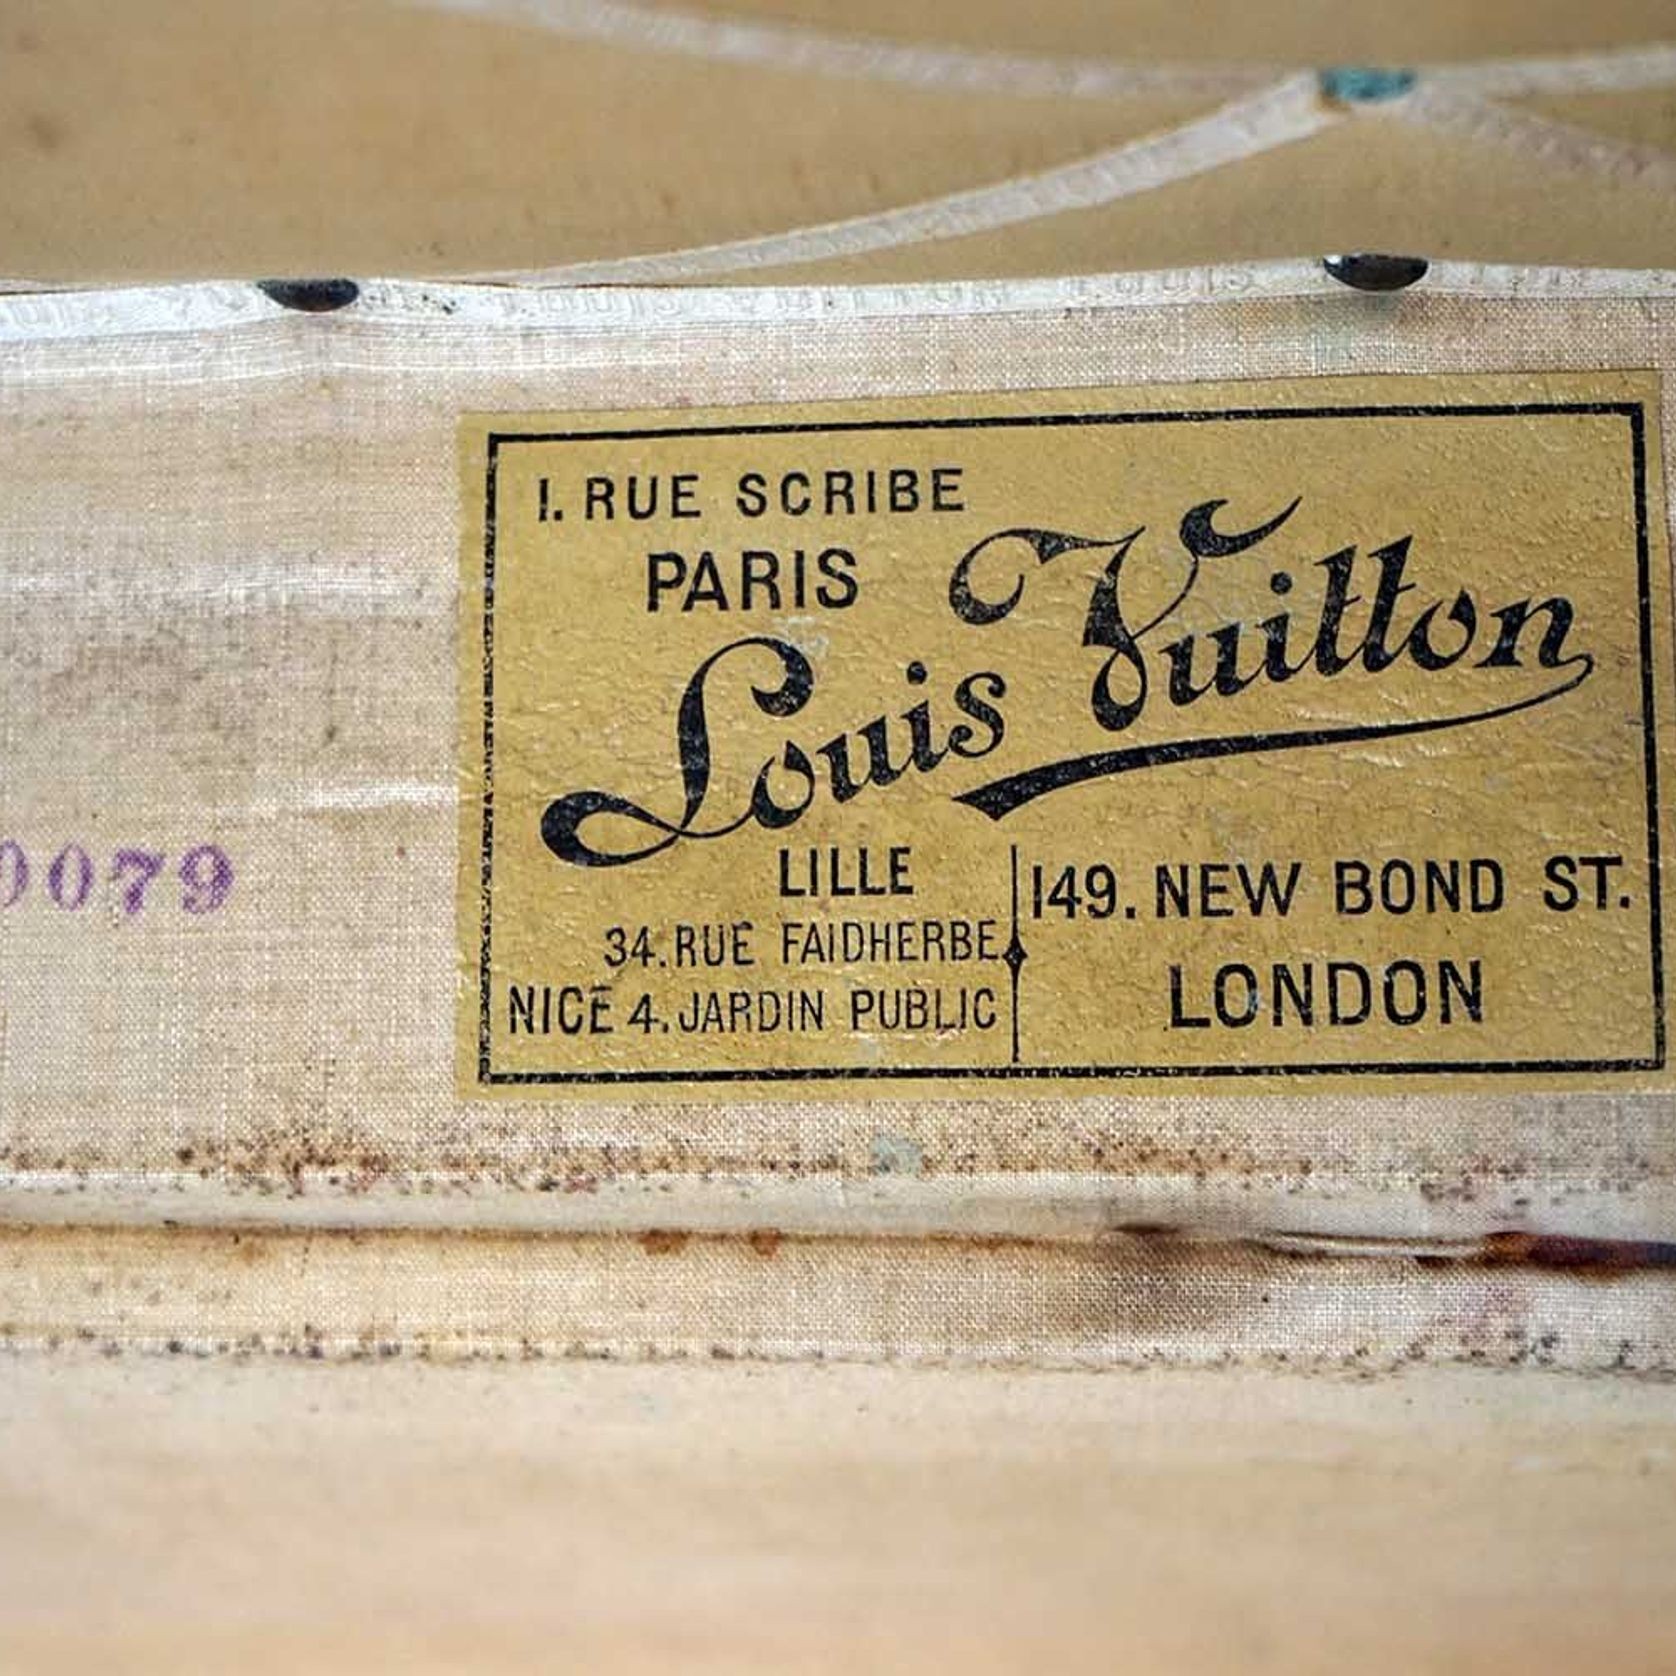 1. RUE SCRIBE
PARIS
Louis Vuitton
LILLE
34. RUE FAIDHERBE
NICE 4. JARDIN PUBLIC
149. NEW BOND ST.
LONDON
0079